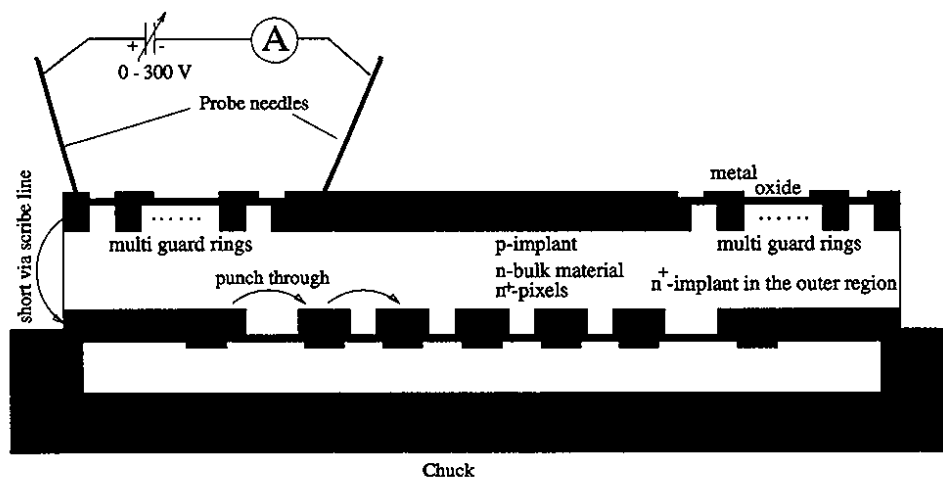 + -
A
0 - 300 V
Probe needles
short via scribe line
metal
oxide
......
......
multi guard rings
p-implant
multi guard rings
n-bulk material
punch through
n⁺-pixels
n⁺-implant in the outer region
Chuck